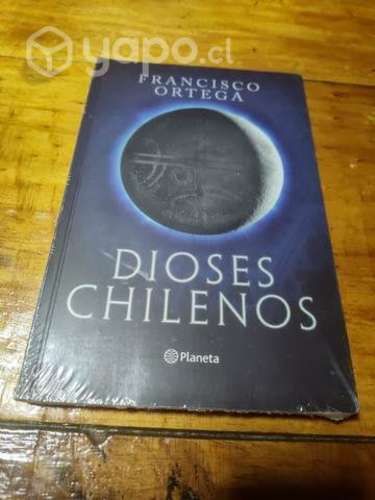 yapo.cl
FRANCISCO
ORTEGA
DIOSES
CHILENOS
Planeta